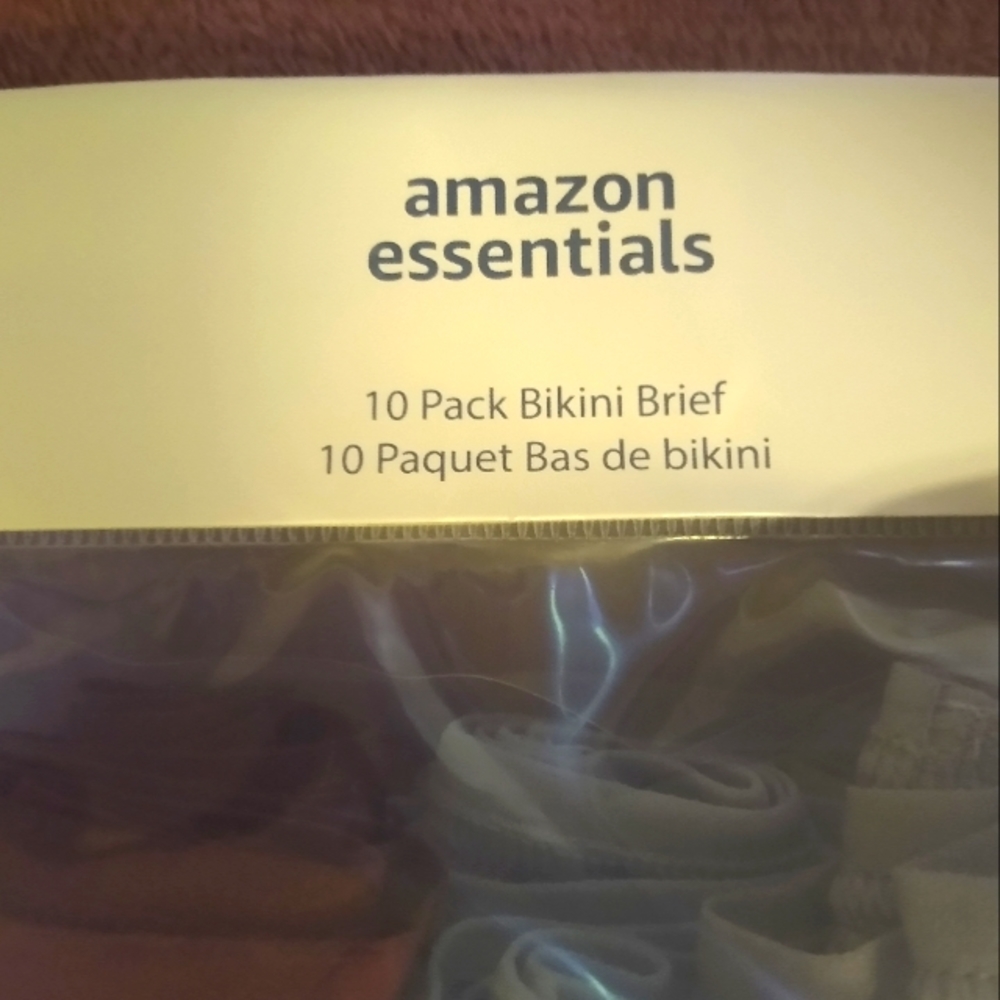 amazon
essentials
10 Pack Bikini Brief
10 Paquet Bas de bikini